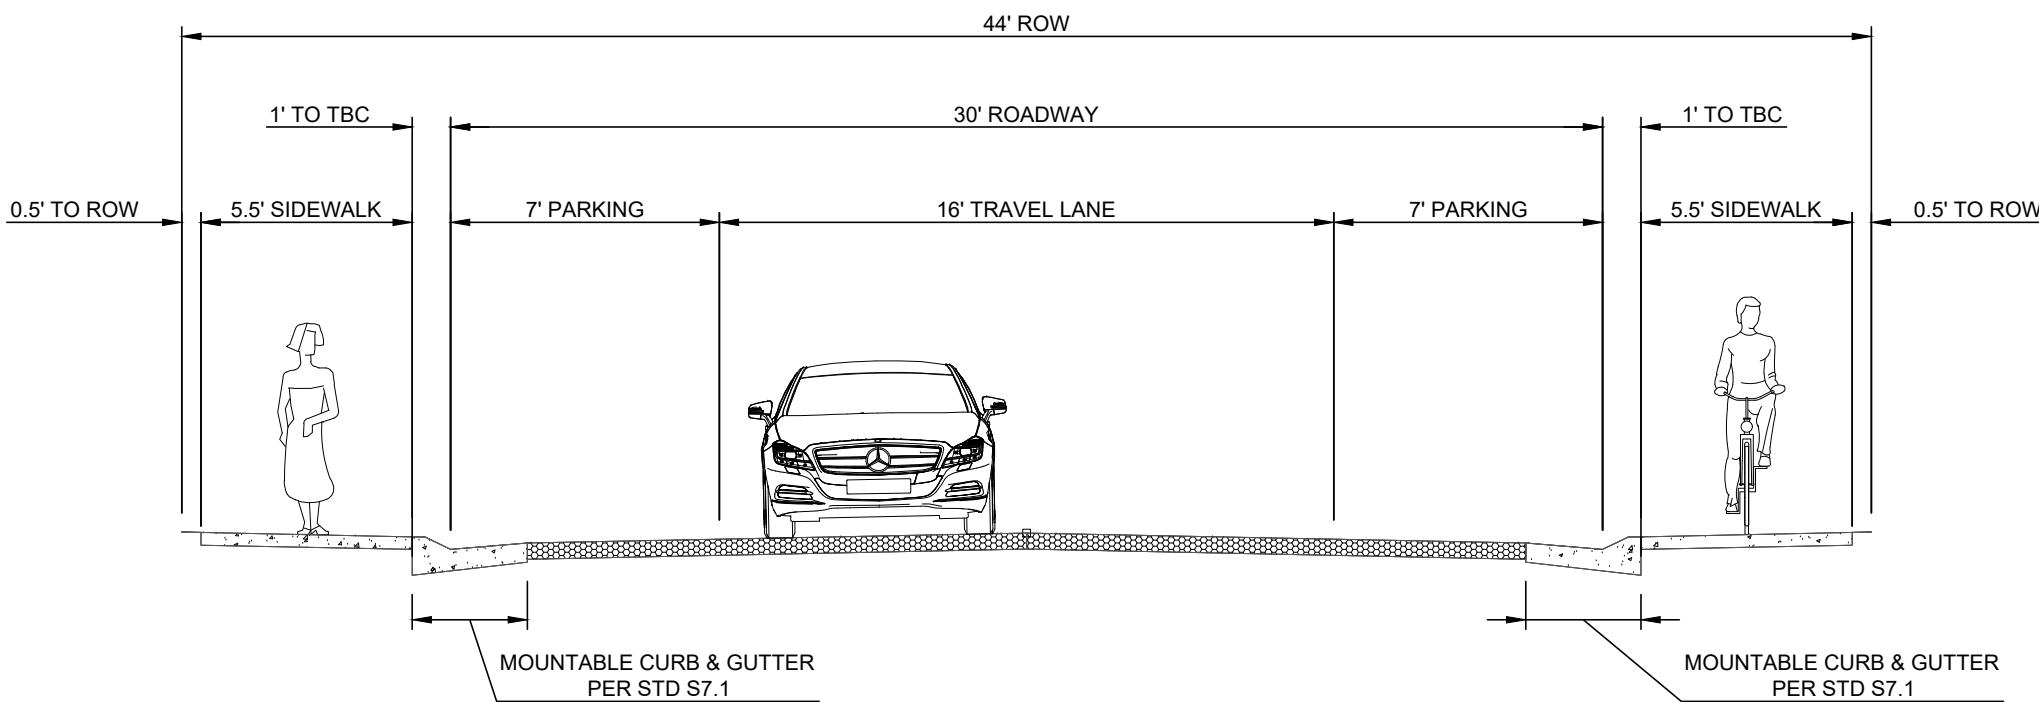 44' ROW
1' TO TBC
30' ROADWAY
1' TO TBC
0.5' TO ROW
5.5' SIDEWALK
7' PARKING
16' TRAVEL LANE
7' PARKING
5.5' SIDEWALK
0.5' TO ROW
MOUNTABLE CURB & GUTTER
PER STD S7.1
MOUNTABLE CURB & GUTTER
PER STD S7.1